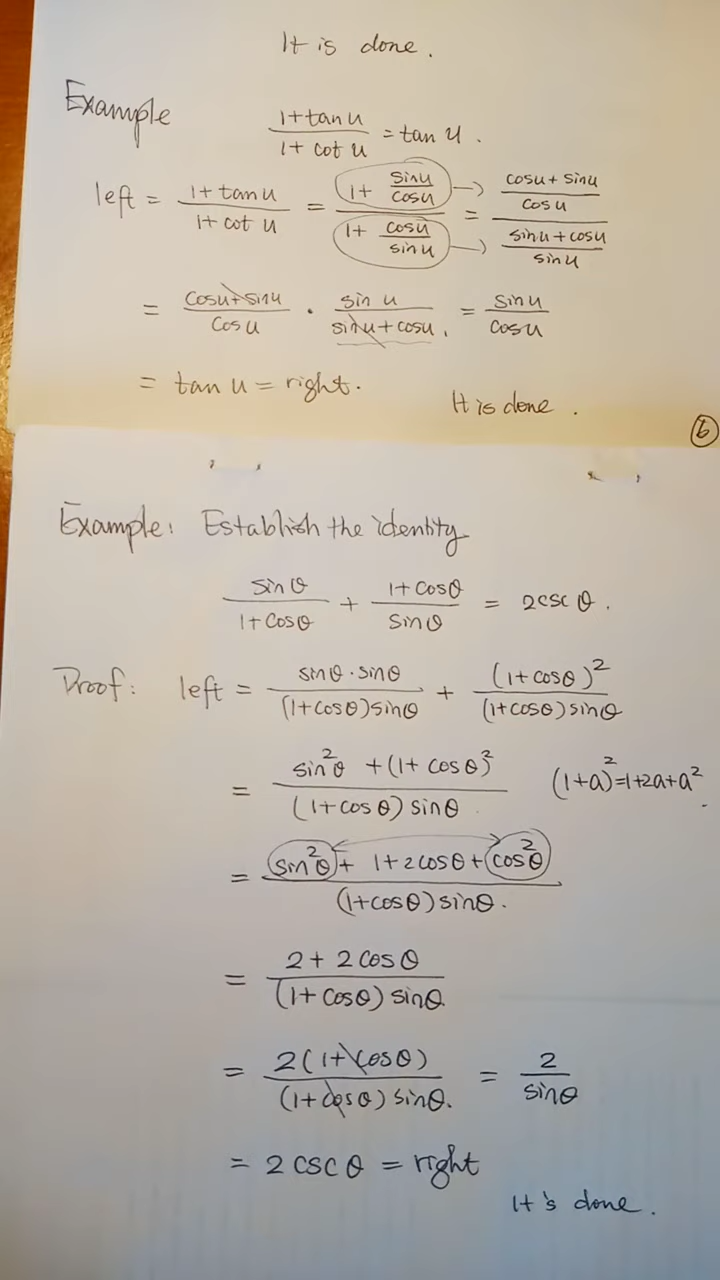 It is done.
Example (1+tan u)/(1+ cot u) = tan u.
left = (1+tan u)/(1+cot u) = (1+ sin u/cos u)/(1+ cos u/sin u) = ((cos u + sin u)/cos u)/((sin u + cos u)/sin u)
= (cos u + sin u)/cos u · sin u/(sin u + cos u) = sin u/cos u
= tan u = right. It is done.
6
Example: Establish the identity
sin θ/(1+cos θ) + (1+cos θ)/sin θ = 2csc θ.
Proof: left = (sin θ · sin θ)/((1+cos θ) sin θ) + (1+cos θ)²/((1+cos θ) sin θ)
= (sin²θ + (1+ cos θ)²)/((1+cos θ) sin θ) (1+a)²=1+2a+a².
= (sin²θ + 1+2cos θ + cos²θ)/((1+cos θ) sin θ).
= (2+ 2 cos θ)/((1+ cos θ) sin θ)
= 2(1+cos θ)/((1+cos θ) sin θ). = 2/sin θ
= 2 csc θ = right
It's done.